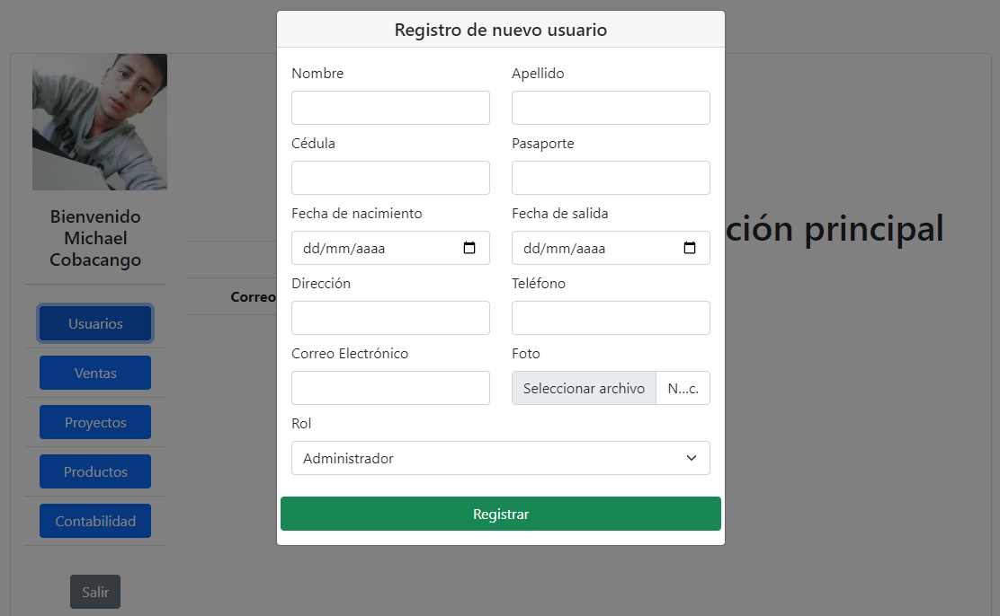 Registro de nuevo usuario
Nombre
Apellido
Cédula
Pasaporte
Fecha de nacimiento
Fecha de salida
dd/mm/aaaa
dd/mm/aaaa
Dirección
Teléfono
Correo Electrónico
Foto
Seleccionar archivo
N...c.
Rol
Administrador
Registrar
Bienvenido
Michael
Cobacango
Usuarios
Ventas
Proyectos
Productos
Contabilidad
Salir
ción principal
Correo